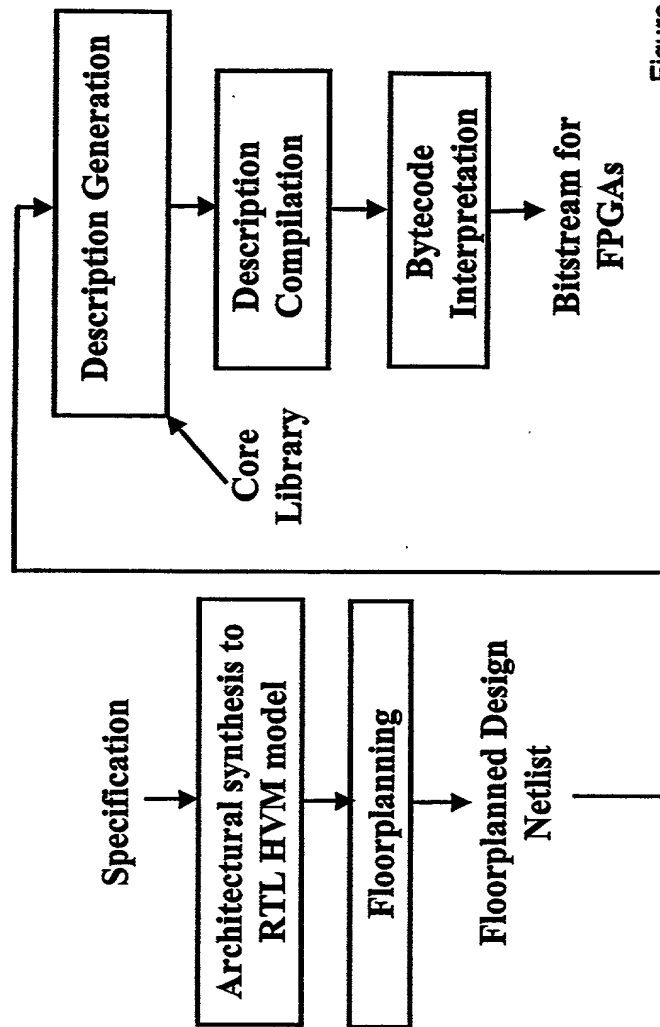 Specification
Architectural synthesis to
RTL HVM model
Floorplanning
Floorplanned Design
Netlist
Description Generation
Core
Library
Description
Compilation
Bytecode
Interpretation
Bitstream for
FPGAs